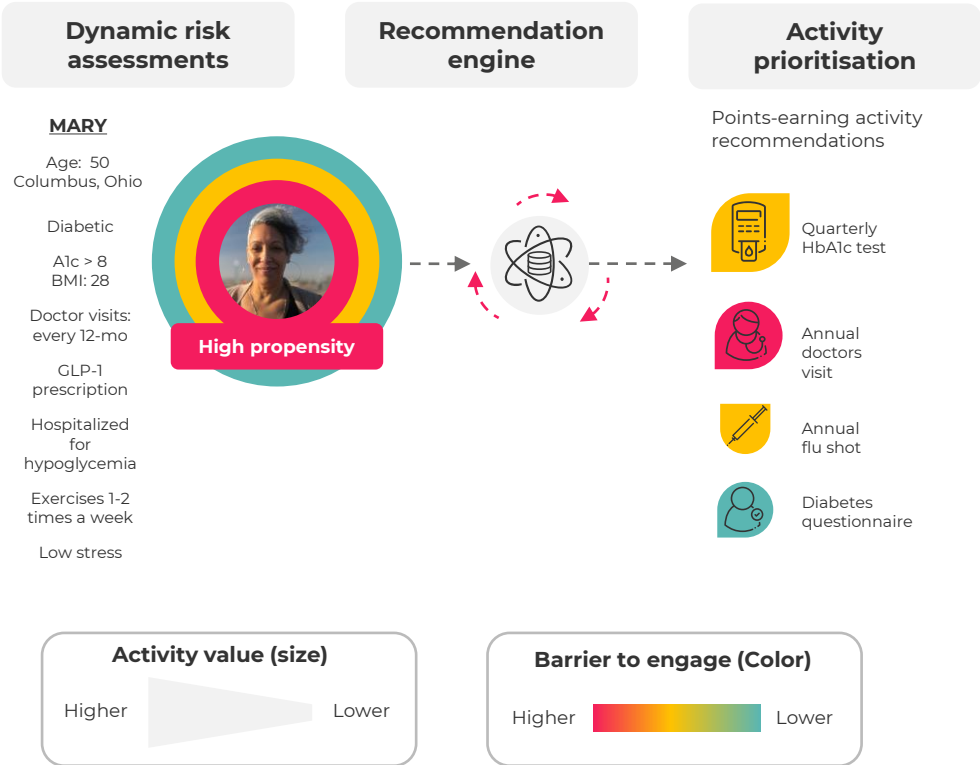 Dynamic risk
assessments
Recommendation
engine
Activity
prioritisation
MARY
Age:  50
Columbus, Ohio
Diabetic
A1c > 8
BMI: 28
Doctor visits:
every 12-mo
GLP-1
prescription
Hospitalized
for
hypoglycemia
Exercises 1-2
times a week
Low stress
High propensity
Points-earning activity
recommendations
Quarterly
HbA1c test
Annual
doctors
visit
Annual
flu shot
Diabetes
questionnaire
Activity value (size)
Higher
Lower
Barrier to engage (Color)
Higher
Lower